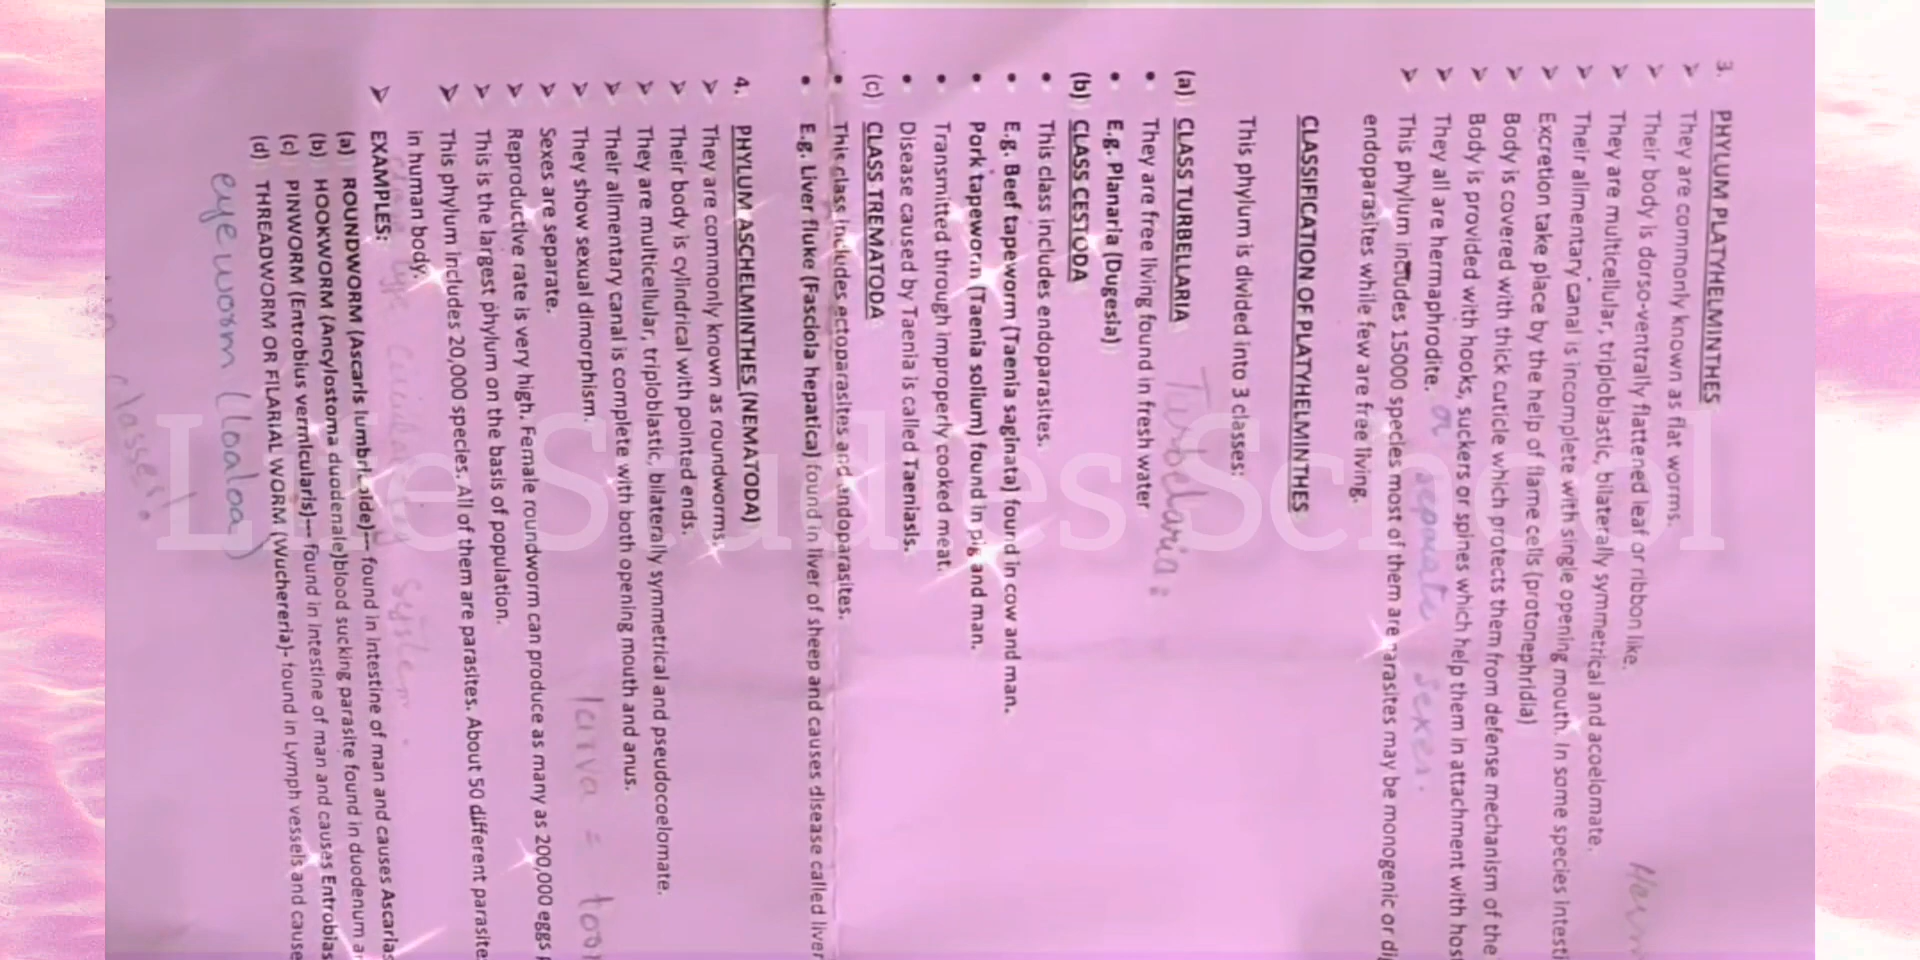 3. PHYLUM PLATYHELMINTHES
➢ They are commonly known as flat worms.
➢ Their body is dorso-ventrally flattened leaf or ribbon like.
➢ They are multicellular, triploblastic, bilaterally symmetrical and acoelomate.
➢ Their alimentary canal is incomplete with single opening mouth. In some species intesti
➢ Excretion take place by the help of flame cells (protonephridia)
➢ Body is covered with thick cuticle which protects them from defense mechanism of the
➢ Body is provided with hooks, suckers or spines which help them in attachment with host
➢ They all are hermaphrodite. or separate sexes.
➢ This phylum includes 15000 species most of them are parasites may be monogenic or di
endoparasites while few are free living.
CLASSIFICATION OF PLATYHELMINTHES
This phylum is divided into 3 classes:
(a) CLASS TURBELLARIA Turbelaria:
• They are free living found in fresh water
• E.g. Planaria (Dugesia)
(b) CLASS CESTODA
• This class includes endoparasites.
• E.g. Beef tapeworm (Taenia saginata) found in cow and man.
• Pork tapeworm (Taenia solium) found in pig and man.
• Transmitted through improperly cooked meat.
• Disease caused by Taenia is called Taeniasis.
(c) CLASS TREMATODA
• This class includes ectoparasites and endoparasites.
• E.g. Liver fluke (Fasciola hepatica) found in liver of sheep and causes disease called liver
4. PHYLUM ASCHELMINTHES (NEMATODA)
➢ They are commonly known as roundworms.
➢ Their body is cylindrical with pointed ends.
➢ They are multicellular, triploblastic, bilaterally symmetrical and pseudocoelomate.
➢ Their alimentary canal is complete with both opening mouth and anus.
➢ They show sexual dimorphism. larva =
➢ Sexes are separate.
➢ Reproductive rate is very high. Female roundworm can produce as many as 200,000 eggs
➢ This is the largest phylum on the basis of population.
➢ This phylum includes 20,000 species. All of them are parasites. About 50 different parasite
in human body.
system.
➢ EXAMPLES:
(a) ROUNDWORM (Ascaris lumbricoide)— found in intestine of man and causes Ascarias
(b) HOOKWORM (Ancylostoma duodenale)blood sucking parasite found in duodenum ar
(c) PINWORM (Entrobius vermicularis)— found in intestine of man and causes Entrobias
(d) THREADWORM OR FILARIAL WORM (Wuchereria)- found in Lymph vessels and cause
eye worm (loaloa)
Life Studies School